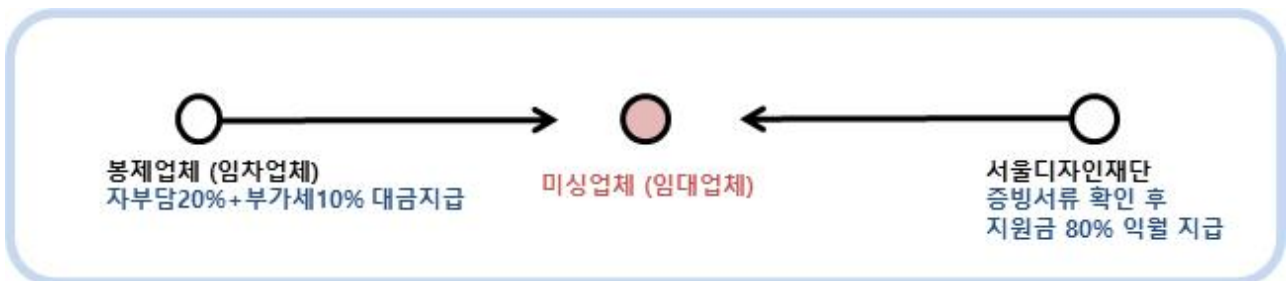 봉제업체 (임차업체)
자부담20%+부가세10% 대금지급
미싱업체 (임대업체)
서울디자인재단
증빙서류 확인 후
지원금 80% 익월 지급